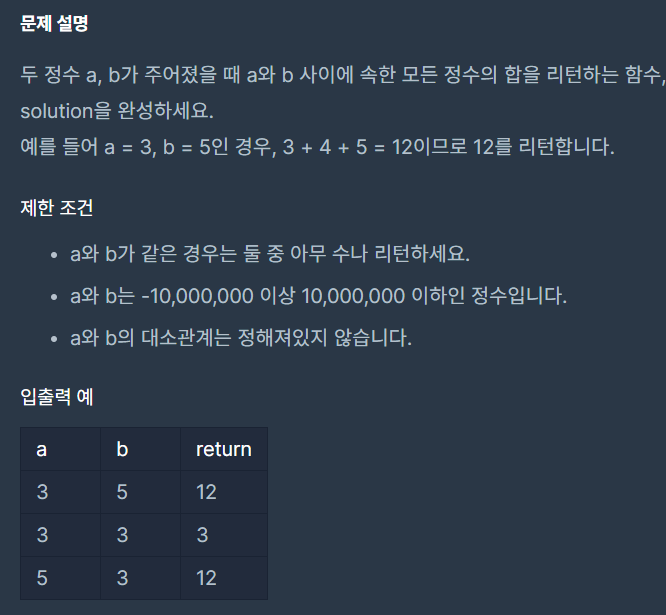 문제 설명
두 정수 a, b가 주어졌을 때 a와 b 사이에 속한 모든 정수의 합을 리턴하는 함수,
solution을 완성하세요.
예를 들어 a = 3, b = 5인 경우, 3 + 4 + 5 = 12이므로 12를 리턴합니다.
제한 조건
• a와 b가 같은 경우는 둘 중 아무 수나 리턴하세요.
• a와 b는 -10,000,000 이상 10,000,000 이하인 정수입니다.
• a와 b의 대소관계는 정해져있지 않습니다.
입출력 예
a b return
3 5 12
3 3 3
5 3 12